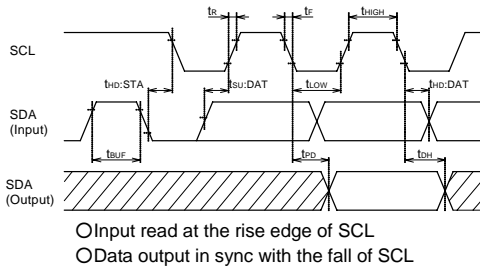 tR tF tHIGH
SCL
tHD:STA tSU:DAT tLOW tHD:DAT
SDA
(Input)
tBUF tPD tDH
SDA
(Output)
○Input read at the rise edge of SCL
○Data output in sync with the fall of SCL